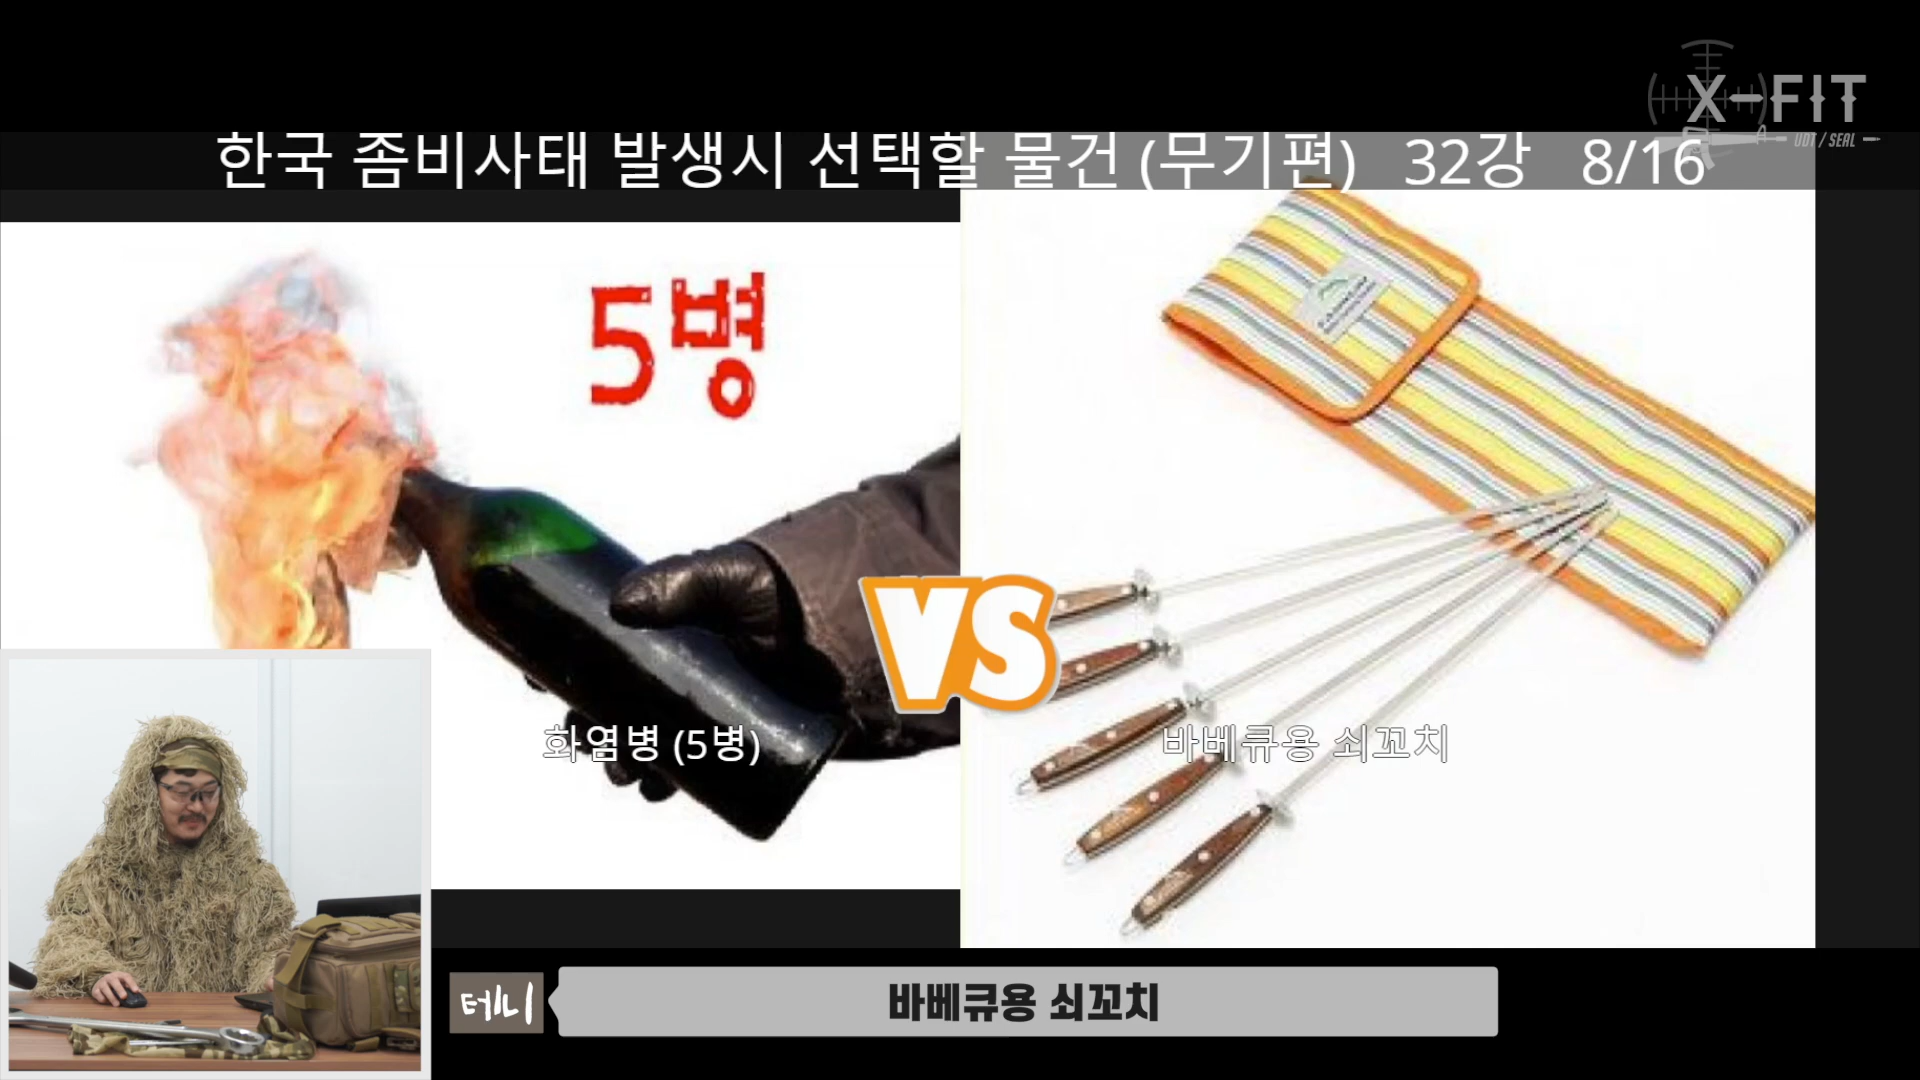 X-FIT
UDT / SEAL
한국 좀비사태 발생시 선택할 물건 (무기편) 32강 8/16
5병
VS
화염병 (5병)
바베큐용 쇠꼬치
테니
바베큐용 쇠꼬치